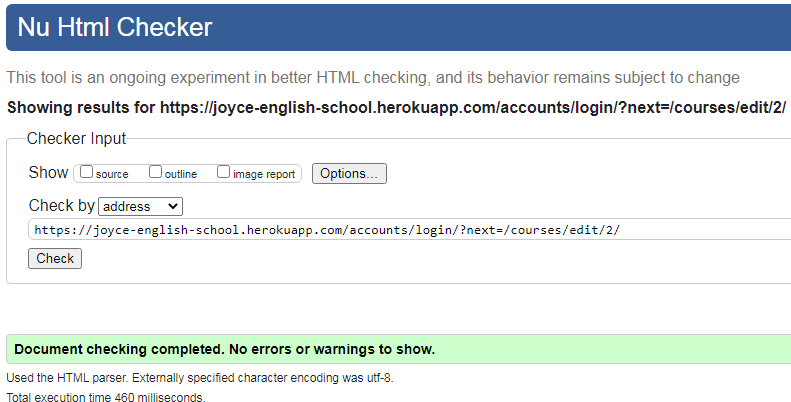 Nu Html Checker
This tool is an ongoing experiment in better HTML checking, and its behavior remains subject to change
Showing results for https://joyce-english-school.herokuapp.com/accounts/login/?next=/courses/edit/2/
Checker Input
Show source outline image report Options...
Check by address
https://joyce-english-school.herokuapp.com/accounts/login/?next=/courses/edit/2/
Check
Document checking completed. No errors or warnings to show.
Used the HTML parser. Externally specified character encoding was utf-8.
Total execution time 460 milliseconds.